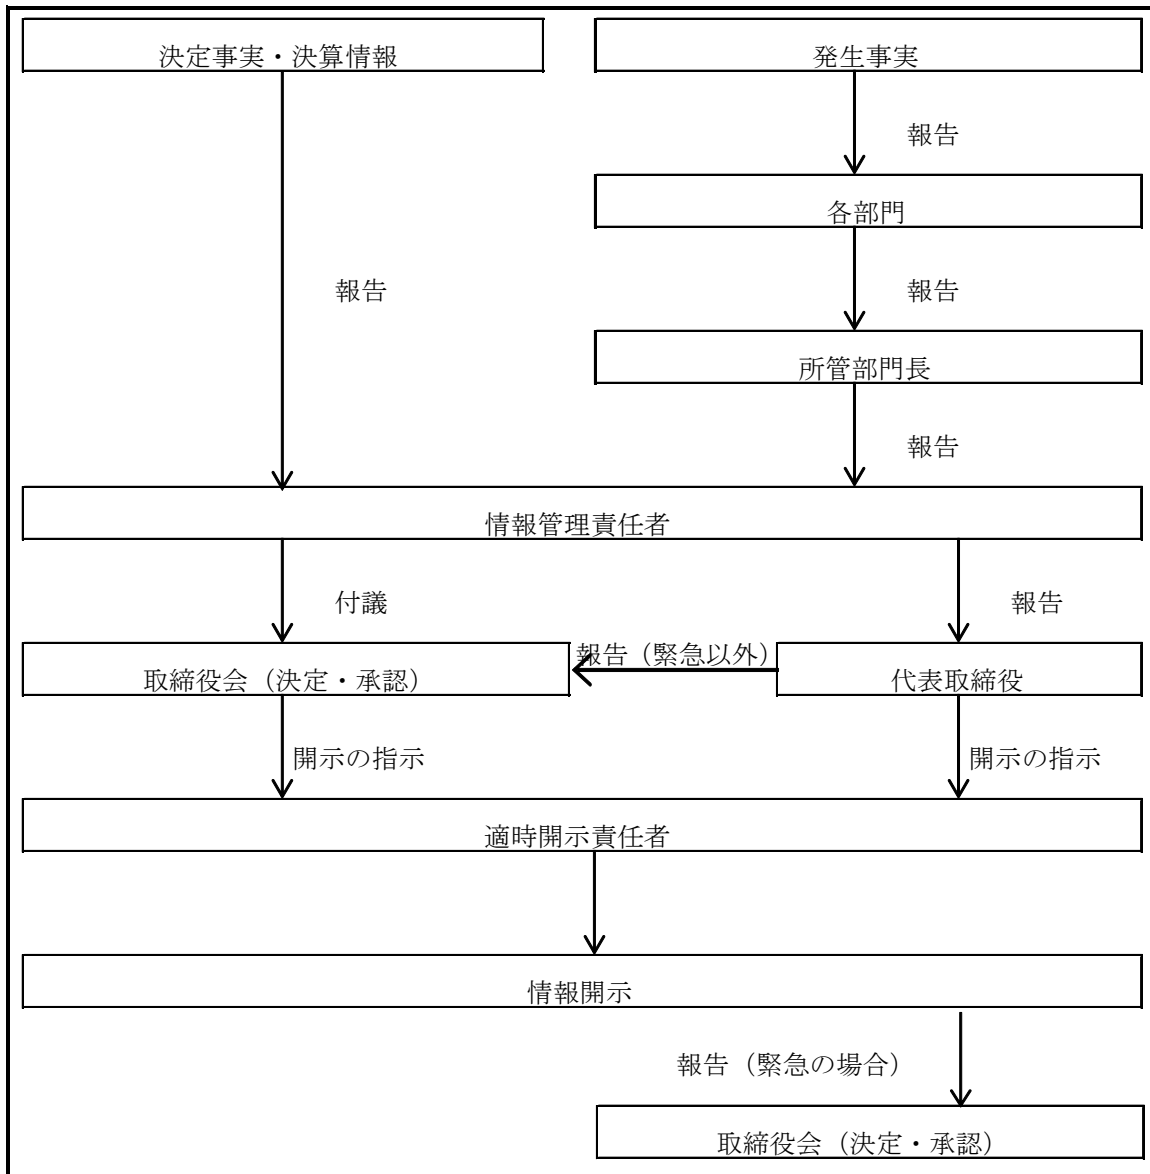 決定事実・決算情報
発生事実
報告
各部門
報告
報告
所管部門長
報告
情報管理責任者
付議
報告
取締役会（決定・承認）
報告（緊急以外）
代表取締役
開示の指示
開示の指示
適時開示責任者
情報開示
報告（緊急の場合）
取締役会（決定・承認）